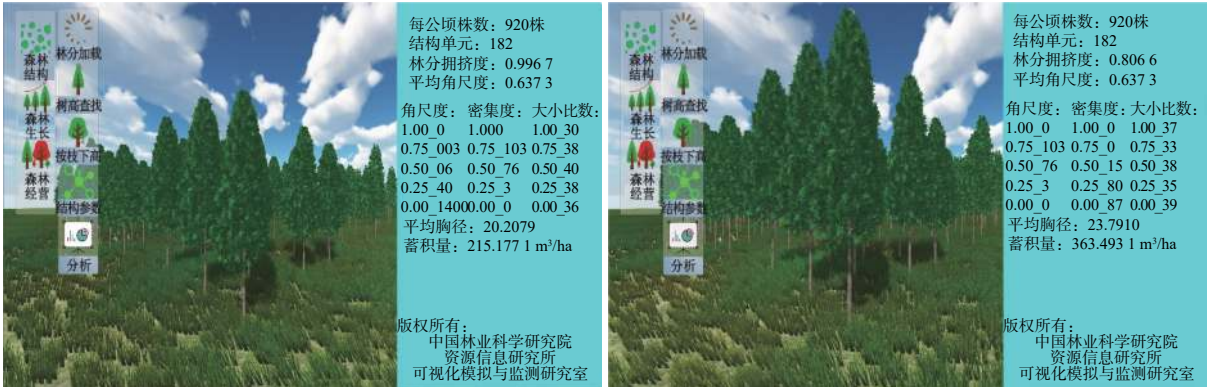 森林
结构
森林
生长
森林
经营
林分加载
树高查找
按枝下高
结构参数
分析
每公顷株数：920株
结构单元：182
林分拥挤度：0.996 7
平均角尺度：0.637 3
角尺度：密集度：大小比数：
1.00_0 1.000 1.00_30
0.75_003 0.75_103 0.75_38
0.50_06 0.50_76 0.50_40
0.25_40 0.25_3 0.25_38
0.00_14000.00_0 0.00_36
平均胸径：20.2079
蓄积量：215.177 1 m³/ha
版权所有：
中国林业科学研究院
资源信息研究所
可视化模拟与监测研究室
森林
结构
森林
生长
森林
经营
林分加载
树高查找
按枝下高
结构参数
分析
每公顷株数：920株
结构单元：182
林分拥挤度：0.806 6
平均角尺度：0.637 3
角尺度：密集度：大小比数：
1.00_0 1.00_0 1.00_37
0.75_103 0.75_0 0.75_33
0.50_76 0.50_15 0.50_38
0.25_3 0.25_80 0.25_35
0.00_0 0.00_87 0.00_39
平均胸径：23.7910
蓄积量：363.493 1 m³/ha
版权所有：
中国林业科学研究院
资源信息研究所
可视化模拟与监测研究室